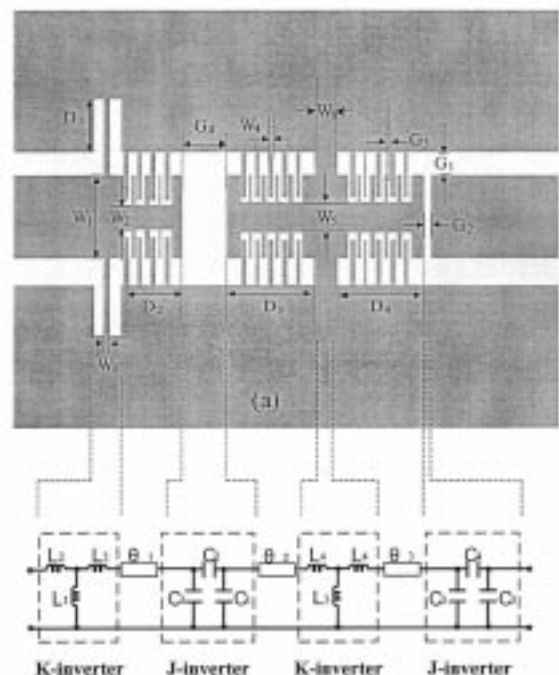 D1
G4
W4
W3
G3
G1
W1
W2
W5
G2
D2
D3
D4
(a)
L2 L2 θ1 C2 θ2 L4 L4 θ3 C4
L1 C1 C1 L3 C3 C3
K-inverter J-inverter K-inverter J-inverter